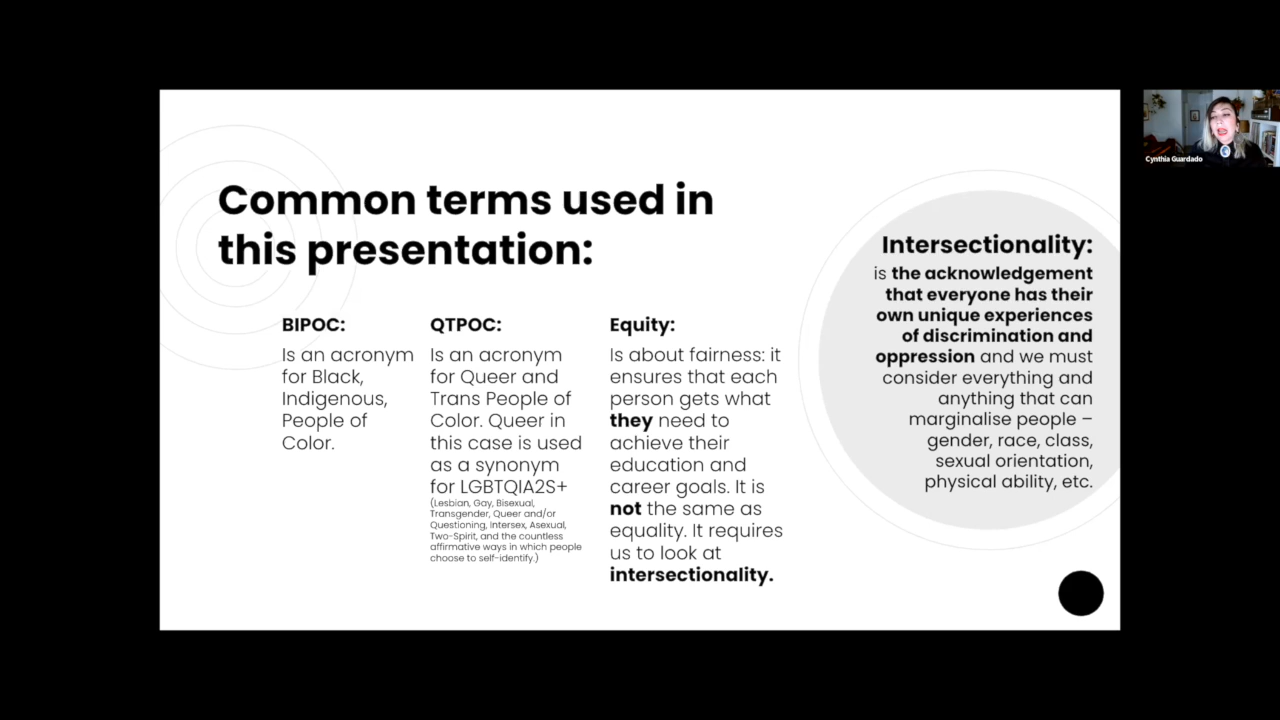 Common terms used in
this presentation:
BIPOC:
Is an acronym
for Black,
Indigenous,
People of
Color.
QTPOC:
Is an acronym
for Queer and
Trans People of
Color. Queer in
this case is used
as a synonym
for LGBTQIA2S+
(Lesbian, Gay, Bisexual,
Transgender, Queer and/or
Questioning, Intersex, Asexual,
Two-Spirit, and the countless
affirmative ways in which people
choose to self-identify.)
Equity:
Is about fairness: it
ensures that each
person gets what
they need to
achieve their
education and
career goals. It is
not the same as
equality. It requires
us to look at
intersectionality.
Intersectionality:
is the acknowledgement
that everyone has their
own unique experiences
of discrimination and
oppression and we must
consider everything and
anything that can
marginalise people –
gender, race, class,
sexual orientation,
physical ability, etc.
Cynthia Guardado